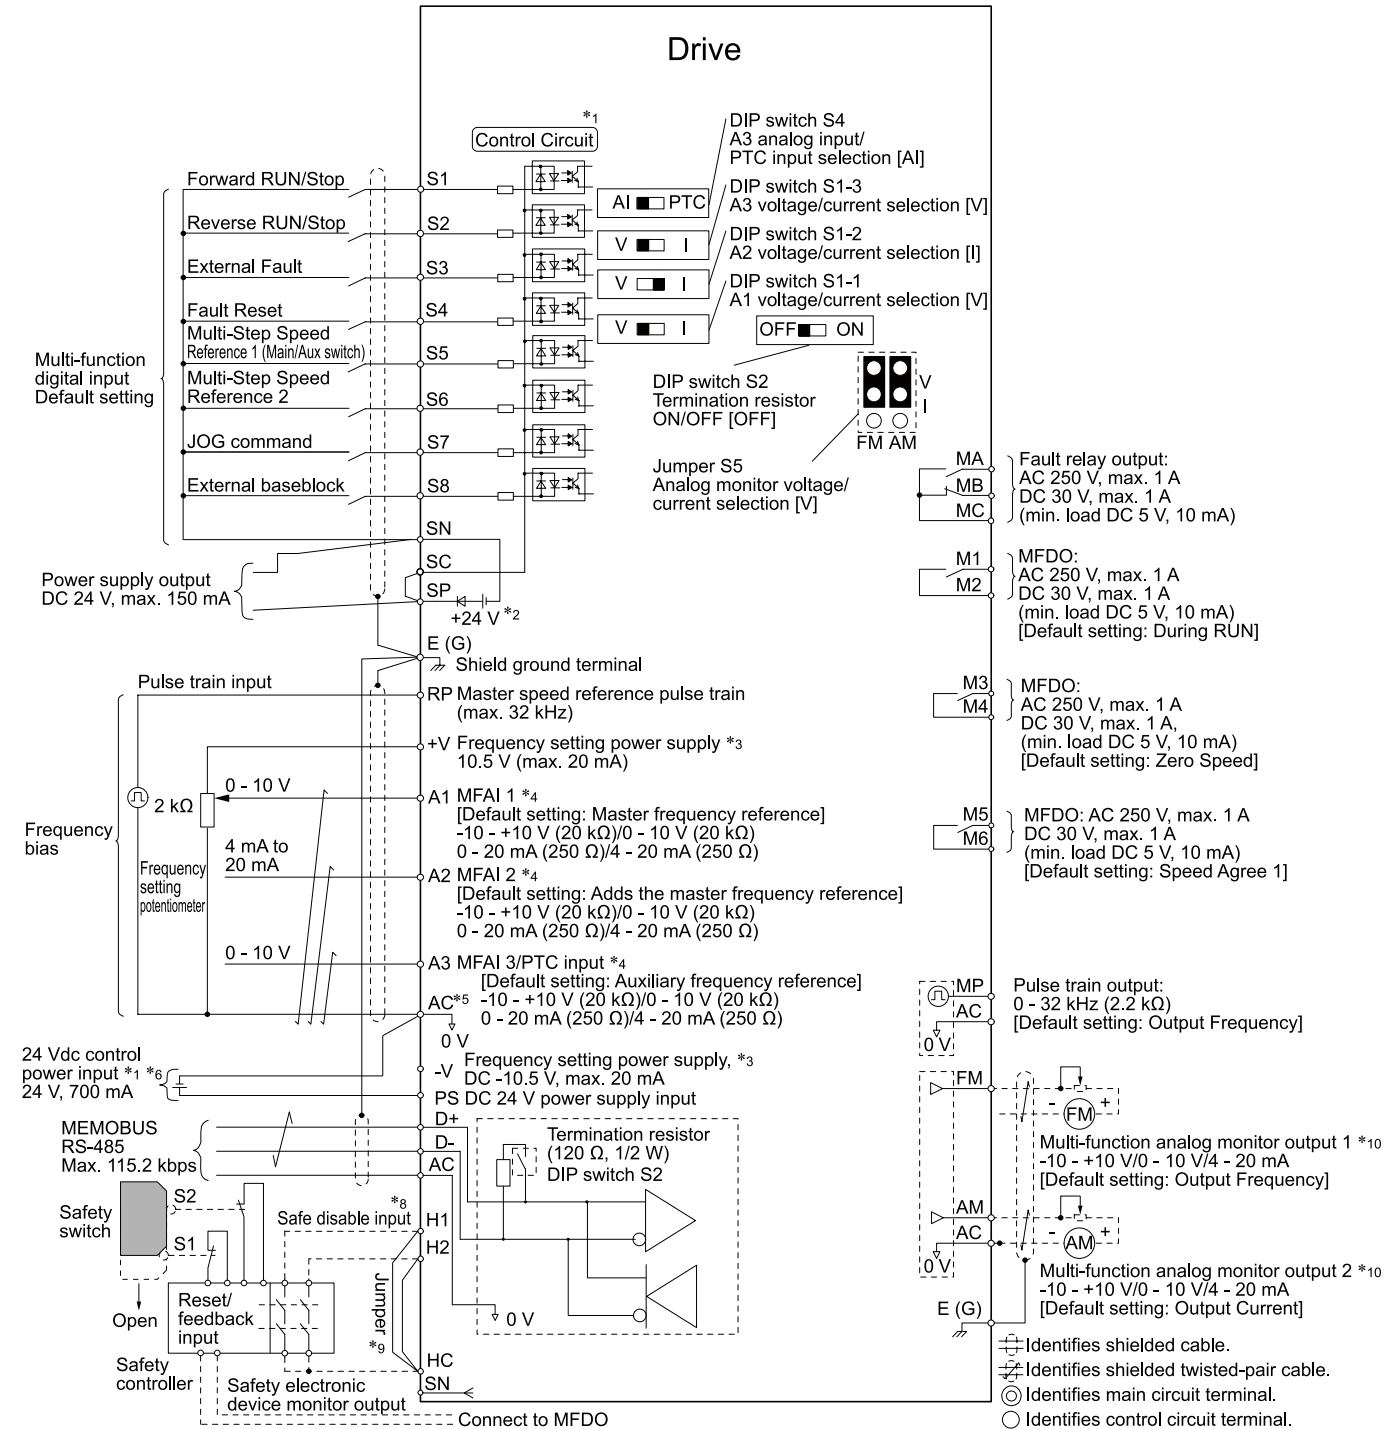 Drive
*1
Control Circuit
DIP switch S4
A3 analog input/
PTC input selection [AI]
DIP switch S1-3
A3 voltage/current selection [V]
DIP switch S1-2
A2 voltage/current selection [I]
DIP switch S1-1
A1 voltage/current selection [V]
AI PTC
V I
V I
V I
OFF ON
DIP switch S2
Termination resistor
ON/OFF [OFF]
V
I
FM AM
Jumper S5
Analog monitor voltage/
current selection [V]
Multi-function
digital input
Default setting
Forward RUN/Stop
S1
Reverse RUN/Stop
S2
External Fault
S3
Fault Reset
S4
Multi-Step Speed
Reference 1 (Main/Aux switch)
S5
Multi-Step Speed
Reference 2
S6
JOG command
S7
External baseblock
S8
SN
SC
SP
+24 V *2
Power supply output
DC 24 V, max. 150 mA
E (G)
Shield ground terminal
MA
MB
MC
Fault relay output:
AC 250 V, max. 1 A
DC 30 V, max. 1 A
(min. load DC 5 V, 10 mA)
M1
M2
MFDO:
AC 250 V, max. 1 A
DC 30 V, max. 1 A
(min. load DC 5 V, 10 mA)
[Default setting: During RUN]
M3
M4
MFDO:
AC 250 V, max. 1 A
DC 30 V, max. 1 A,
(min. load DC 5 V, 10 mA)
[Default setting: Zero Speed]
M5
M6
MFDO: AC 250 V, max. 1 A
DC 30 V, max. 1 A
(min. load DC 5 V, 10 mA)
[Default setting: Speed Agree 1]
Frequency
bias
Pulse train input
RP Master speed reference pulse train
(max. 32 kHz)
+V Frequency setting power supply *3
10.5 V (max. 20 mA)
2 kΩ
0 - 10 V
Frequency
setting
potentiometer
A1 MFAI 1 *4
[Default setting: Master frequency reference]
-10 - +10 V (20 kΩ)/0 - 10 V (20 kΩ)
0 - 20 mA (250 Ω)/4 - 20 mA (250 Ω)
4 mA to
20 mA
A2 MFAI 2 *4
[Default setting: Adds the master frequency reference]
-10 - +10 V (20 kΩ)/0 - 10 V (20 kΩ)
0 - 20 mA (250 Ω)/4 - 20 mA (250 Ω)
0 - 10 V
A3 MFAI 3/PTC input *4
[Default setting: Auxiliary frequency reference]
AC*5
-10 - +10 V (20 kΩ)/0 - 10 V (20 kΩ)
0 - 20 mA (250 Ω)/4 - 20 mA (250 Ω)
0 V
-V
Frequency setting power supply, *3
DC -10.5 V, max. 20 mA
24 Vdc control
power input *1 *6
24 V, 700 mA
PS DC 24 V power supply input
MP
AC
0 V
Pulse train output:
0 - 32 kHz (2.2 kΩ)
[Default setting: Output Frequency]
MEMOBUS
RS-485
Max. 115.2 kbps
D+
D-
AC
Termination resistor
(120 Ω, 1/2 W)
DIP switch S2
0 V
FM
- +
FM
Multi-function analog monitor output 1 *10
-10 - +10 V/0 - 10 V/4 - 20 mA
[Default setting: Output Frequency]
AM
AC
0 V
- +
AM
Multi-function analog monitor output 2 *10
-10 - +10 V/0 - 10 V/4 - 20 mA
[Default setting: Output Current]
E (G)
Safety
switch
S2
S1
Open
*8
Safe disable input
H1
H2
Jumper
*9
HC
SN
Reset/
feedback
input
Safety
controller
Safety electronic
device monitor output
Connect to MFDO
Identifies shielded cable.
Identifies shielded twisted-pair cable.
Identifies main circuit terminal.
Identifies control circuit terminal.